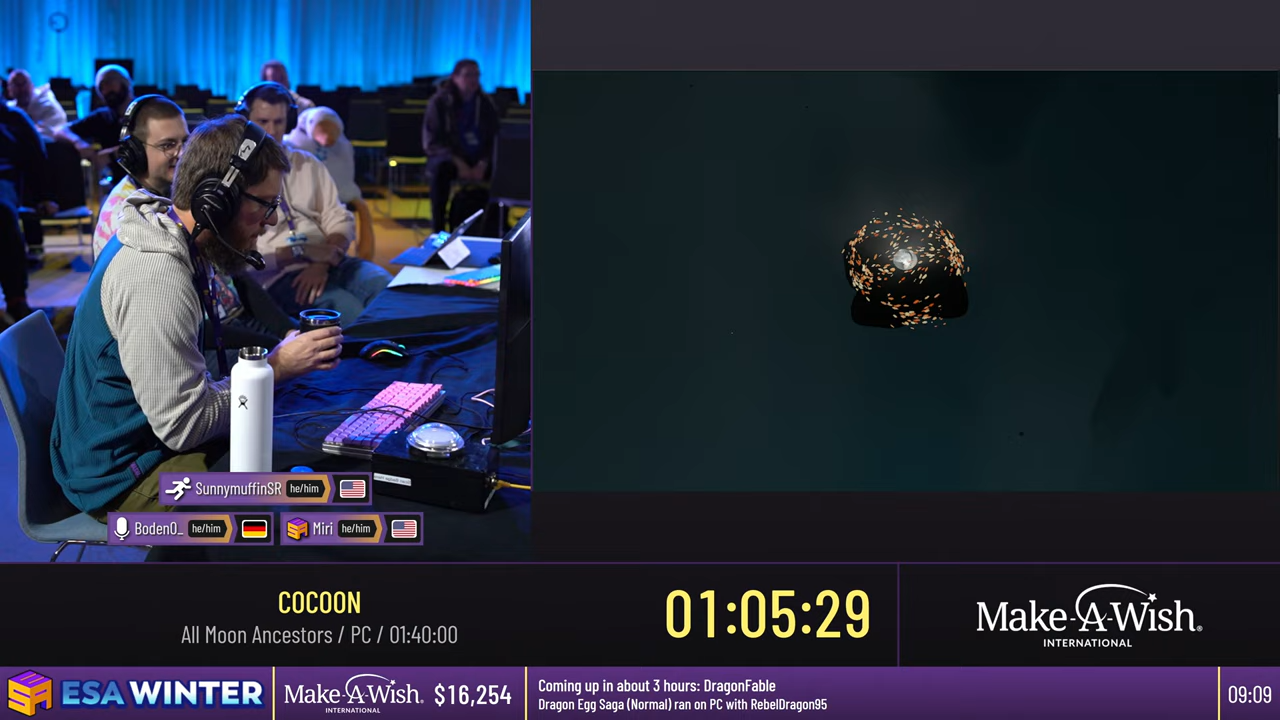 SunnymuffinSR he/him
BodenO_ he/him
Miri he/him
COCOON
All Moon Ancestors / PC / 01:40:00
01:05:29
Make-A-Wish®
INTERNATIONAL
ESA WINTER
Make-A-Wish®
INTERNATIONAL
$16,254
Coming up in about 3 hours: DragonFable
Dragon Egg Saga (Normal) ran on PC with RebelDragon95
09:09